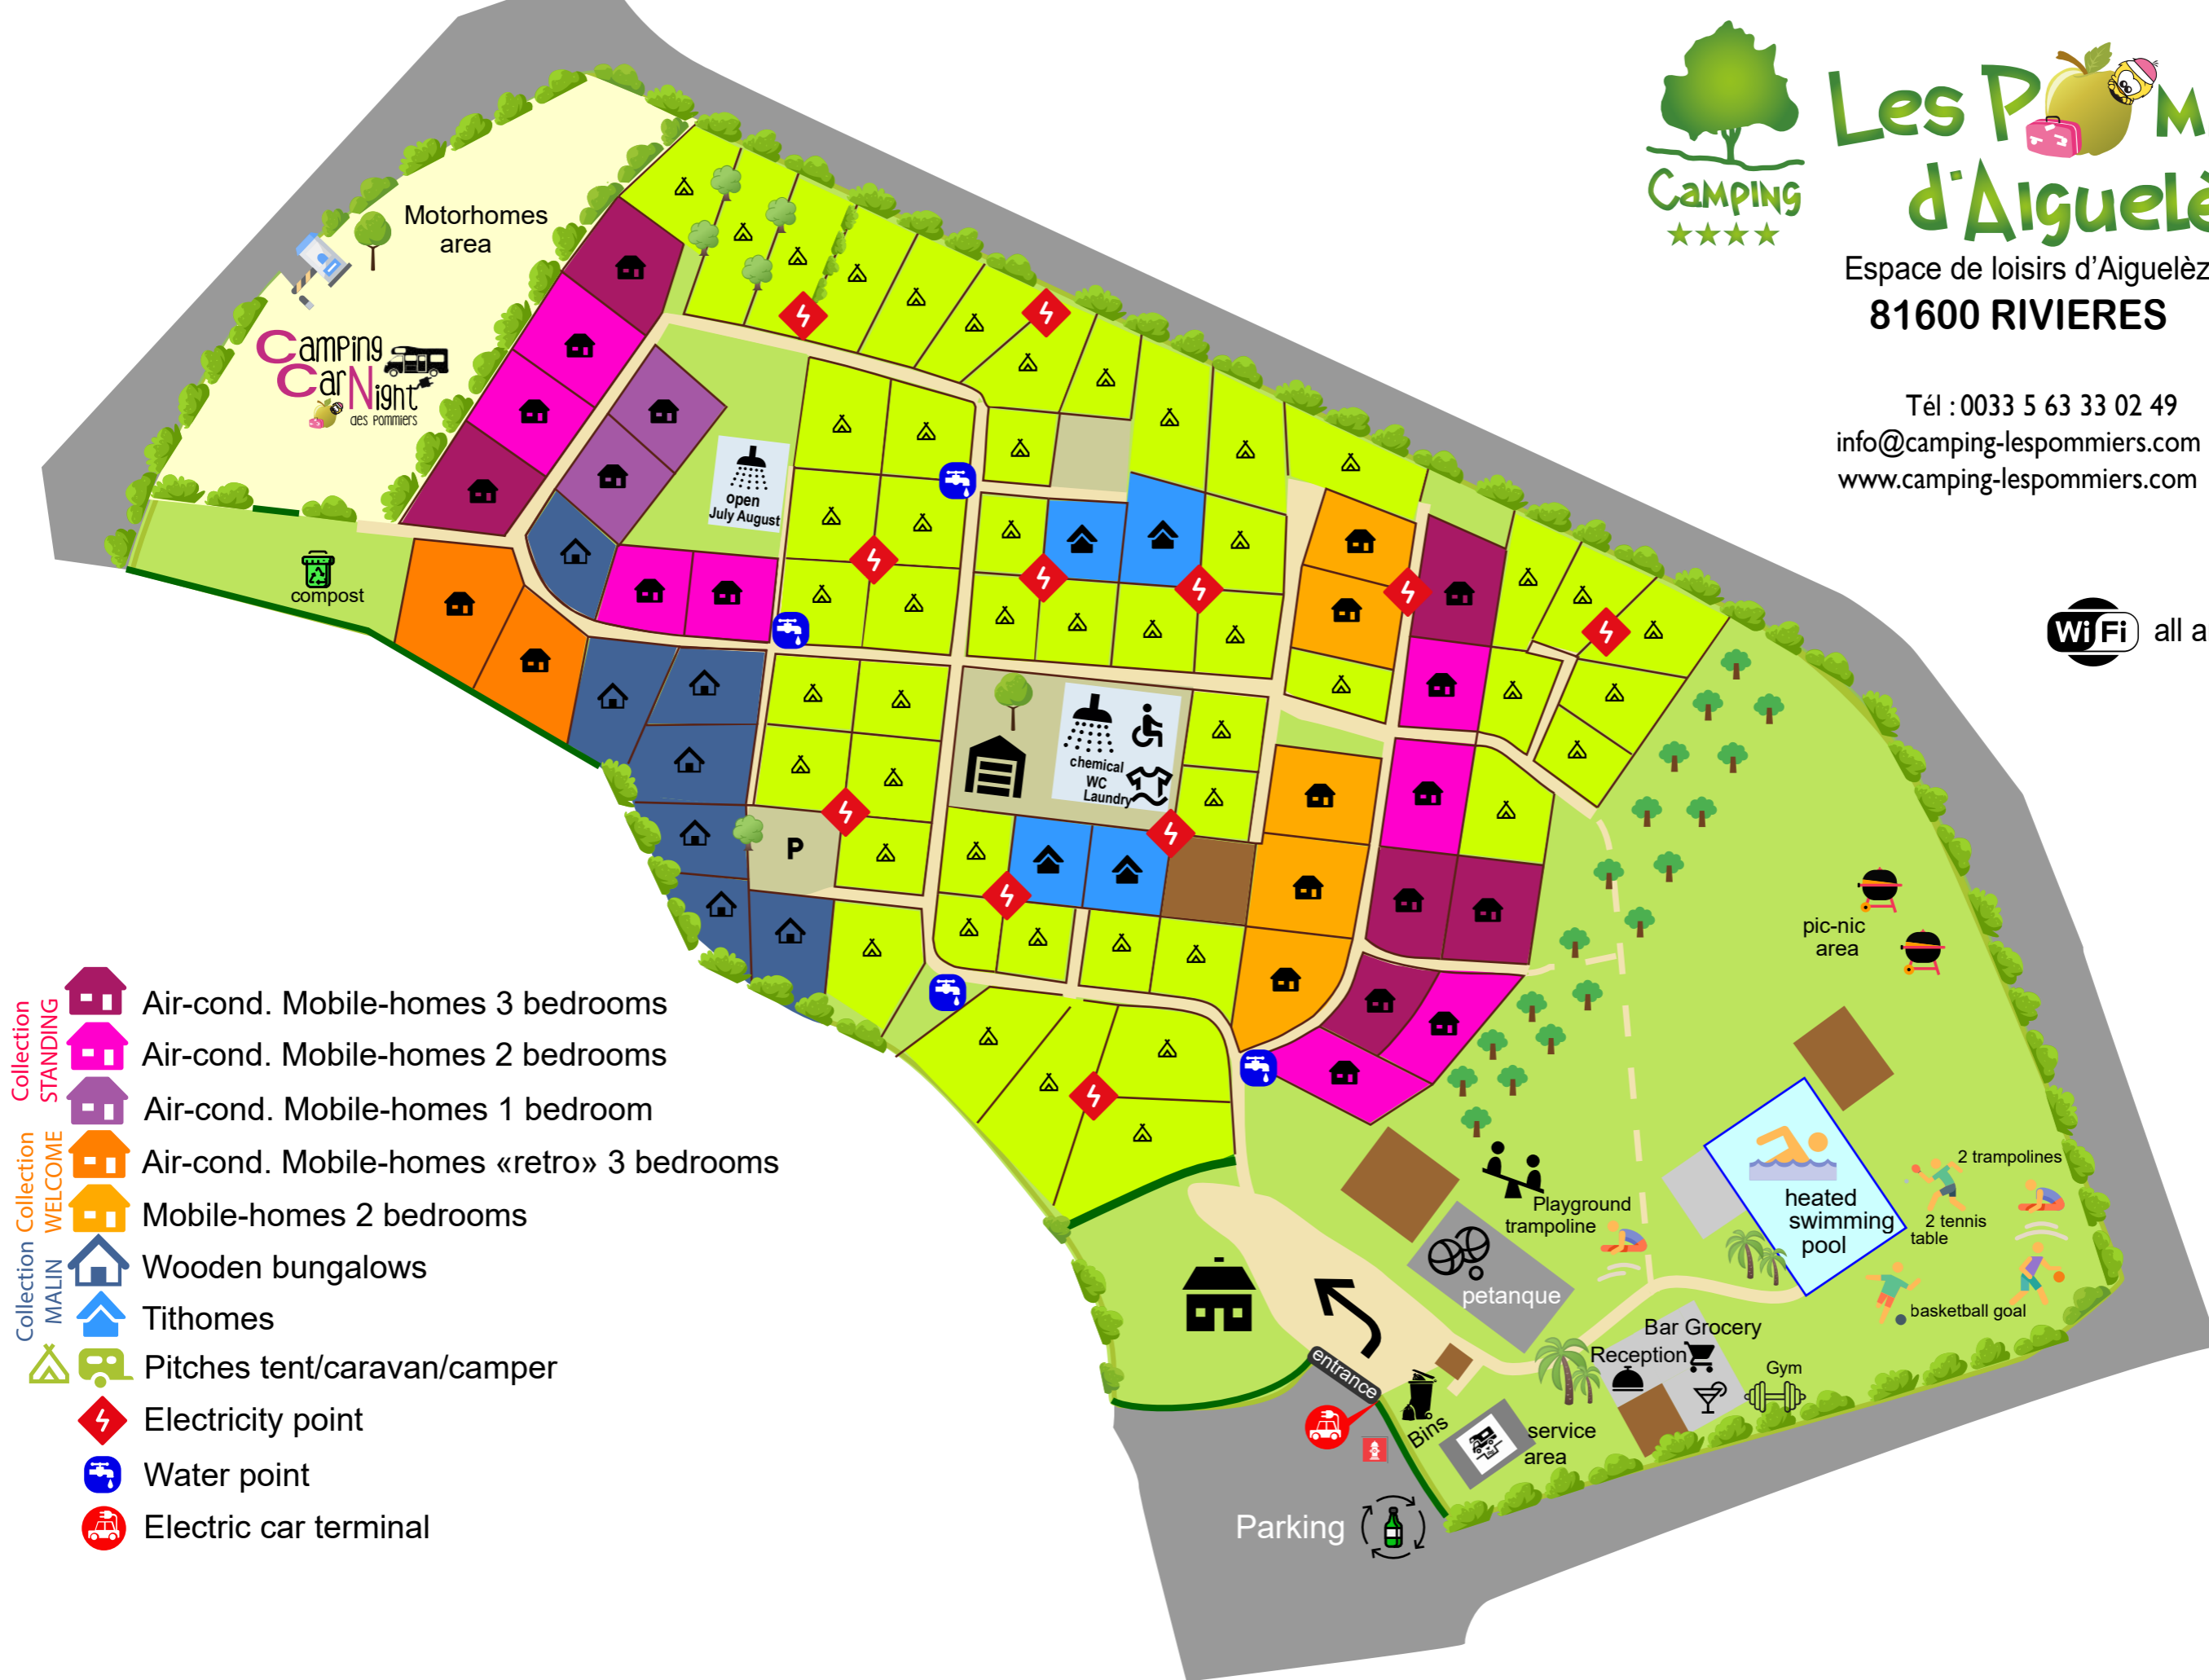 Camping
Les POM
d'Aiguelè
Espace de loisirs d'Aiguelèz
81600 RIVIERES
Tél : 0033 5 63 33 02 49
info@camping-lespommiers.com
www.camping-lespommiers.com
WiFi all a
Motorhomes
area
Camping
Car Night
des Pommiers
open
July August
compost
chemical
WC
Laundry
P
pic-nic
area
Collection
STANDING
Air-cond. Mobile-homes 3 bedrooms
Air-cond. Mobile-homes 2 bedrooms
Air-cond. Mobile-homes 1 bedroom
Collection
WELCOME
Air-cond. Mobile-homes «retro» 3 bedrooms
Mobile-homes 2 bedrooms
Collection
MALIN
Wooden bungalows
Tithomes
Pitches tent/caravan/camper
Electricity point
Water point
Electric car terminal
Playground
trampoline
petanque
heated
swimming
pool
2 trampolines
2 tennis
table
basketball goal
Bar Grocery
Reception
Gym
entrance
Bins
service
area
Parking